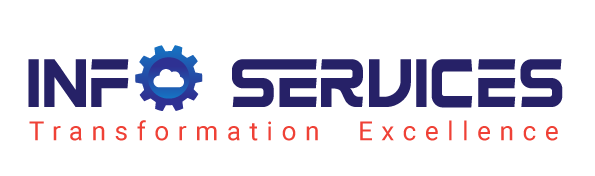 INFO SERVICES
Transformation Excellence